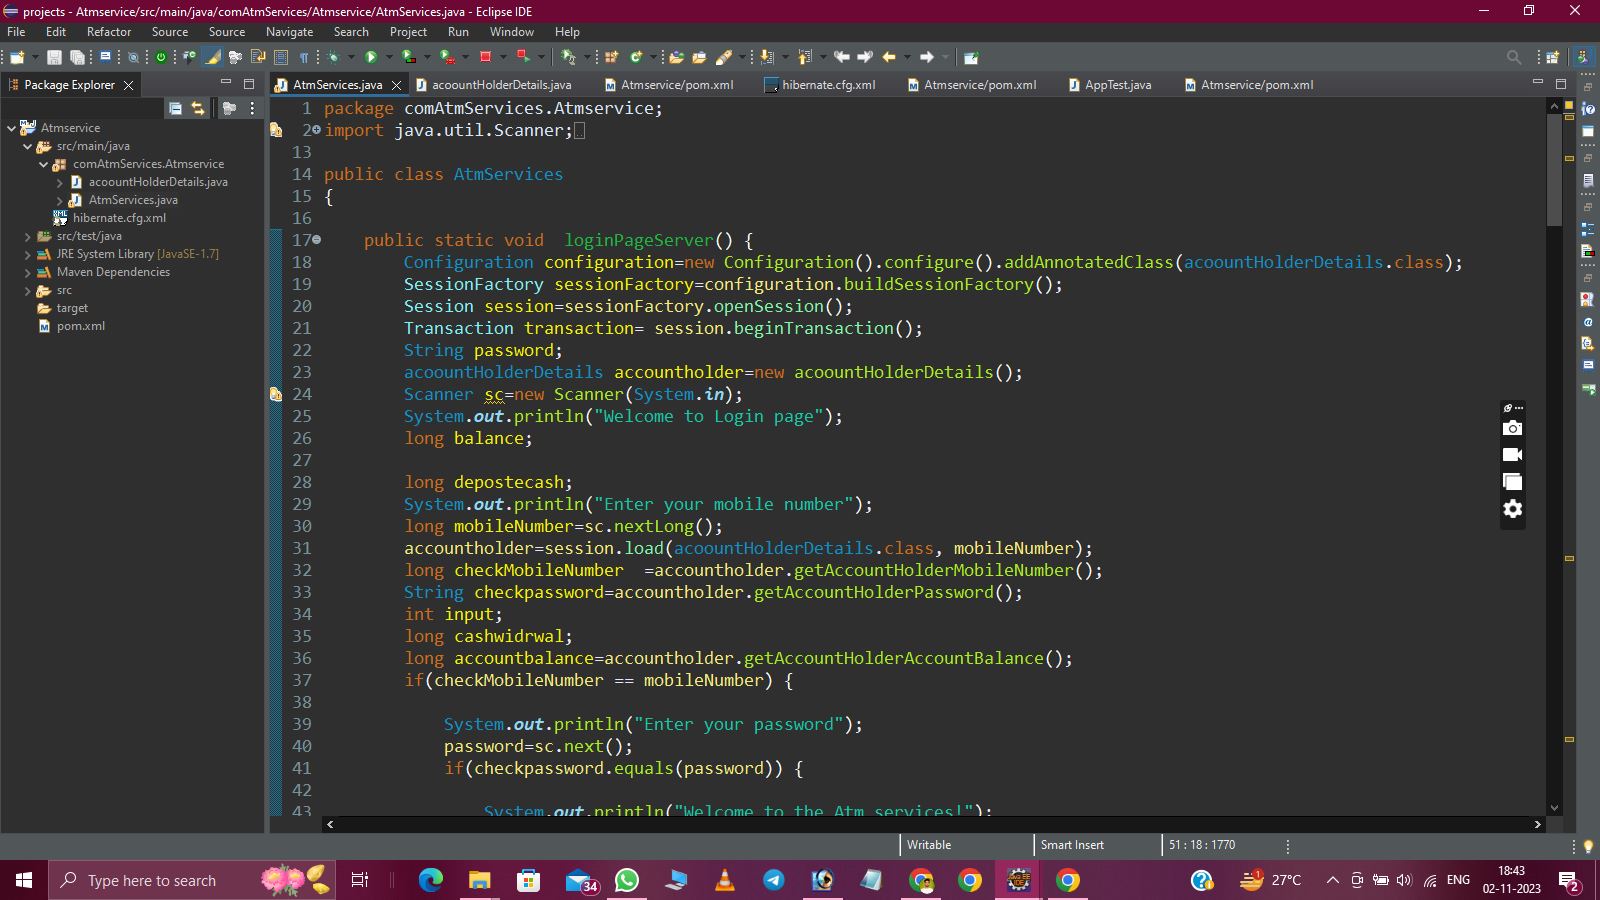 projects - Atmservice/src/main/java/comAtmServices/Atmservice/AtmServices.java - Eclipse IDE
File Edit Refactor Source Source Navigate Search Project Run Window Help
Package Explorer
Atmservice
src/main/java
comAtmServices.Atmservice
acoountHolderDetails.java
AtmServices.java
hibernate.cfg.xml
src/test/java
JRE System Library [JavaSE-1.7]
Maven Dependencies
src
target
pom.xml
AtmServices.java acoountHolderDetails.java Atmservice/pom.xml hibernate.cfg.xml Atmservice/pom.xml AppTest.java Atmservice/pom.xml
1 package comAtmServices.Atmservice;
2 import java.util.Scanner;
13
14 public class AtmServices
15 {
16
17 public static void  loginPageServer() {
18 Configuration configuration=new Configuration().configure().addAnnotatedClass(acoountHolderDetails.class);
19 SessionFactory sessionFactory=configuration.buildSessionFactory();
20 Session session=sessionFactory.openSession();
21 Transaction transaction= session.beginTransaction();
22 String password;
23 acoountHolderDetails accountholder=new acoountHolderDetails();
24 Scanner sc=new Scanner(System.in);
25 System.out.println("Welcome to Login page");
26 long balance;
27
28 long depostecash;
29 System.out.println("Enter your mobile number");
30 long mobileNumber=sc.nextLong();
31 accountholder=session.load(acoountHolderDetails.class, mobileNumber);
32 long checkMobileNumber  =accountholder.getAccountHolderMobileNumber();
33 String checkpassword=accountholder.getAccountHolderPassword();
34 int input;
35 long cashwidrwal;
36 long accountbalance=accountholder.getAccountHolderAccountBalance();
37 if(checkMobileNumber == mobileNumber) {
38
39 System.out.println("Enter your password");
40 password=sc.next();
41 if(checkpassword.equals(password)) {
42
43 System.out.println("Welcome to the Atm services!");
Writable Smart Insert 51 : 18 : 1770
Type here to search
34
27°C
ENG
18:43
02-11-2023
2